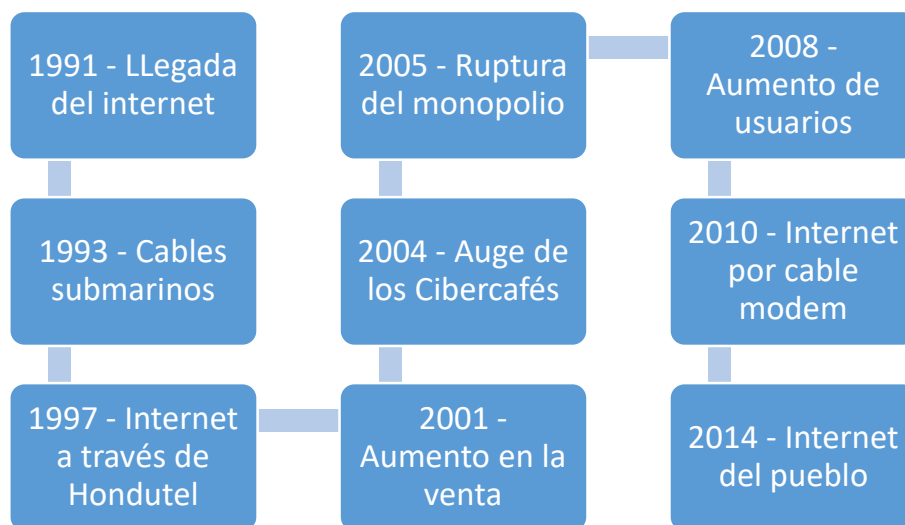 1991 - LLegada
del internet
1993 - Cables
submarinos
1997 - Internet
a través de
Hondutel
2001 -
Aumento en la
venta
2004 - Auge de
los Cibercafés
2005 - Ruptura
del monopolio
2008 -
Aumento de
usuarios
2010 - Internet
por cable
modem
2014 - Internet
del pueblo